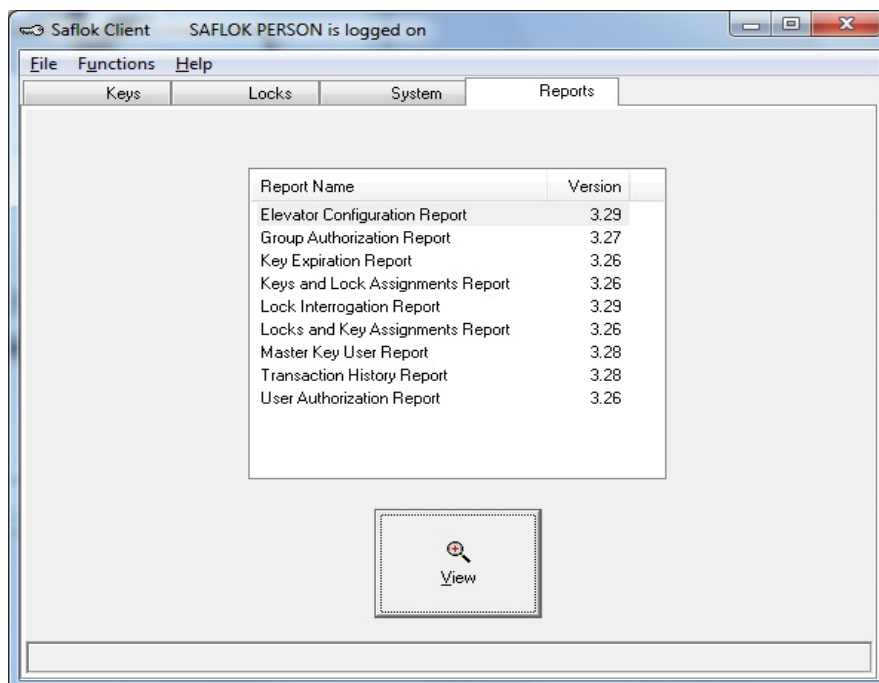 Saflok Client SAFLOK PERSON is logged on
File Functions Help
Keys Locks System Reports
Report Name Version
Elevator Configuration Report 3.29
Group Authorization Report 3.27
Key Expiration Report 3.26
Keys and Lock Assignments Report 3.26
Lock Interrogation Report 3.29
Locks and Key Assignments Report 3.26
Master Key User Report 3.28
Transaction History Report 3.28
User Authorization Report 3.26
View